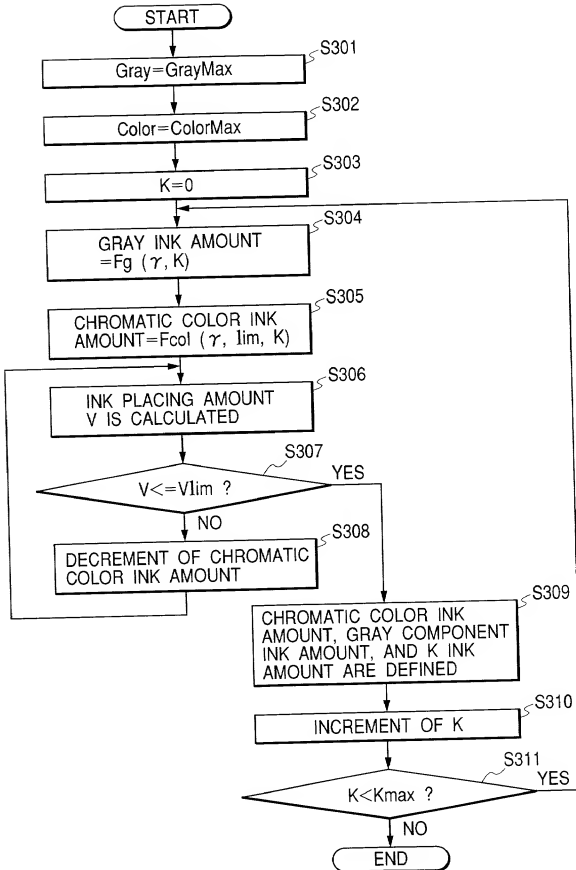 START
S301
Gray=GrayMax
S302
Color=ColorMax
S303
K=0
S304
GRAY INK AMOUNT
=Fg (γ, K)
S305
CHROMATIC COLOR INK
AMOUNT=Fcol (γ, lim, K)
S306
INK PLACING AMOUNT
V IS CALCULATED
S307
V<=Vlim ?
YES
NO
S308
DECREMENT OF CHROMATIC
COLOR INK AMOUNT
S309
CHROMATIC COLOR INK
AMOUNT, GRAY COMPONENT
INK AMOUNT, AND K INK
AMOUNT ARE DEFINED
S310
INCREMENT OF K
S311
K<Kmax ?
YES
NO
END